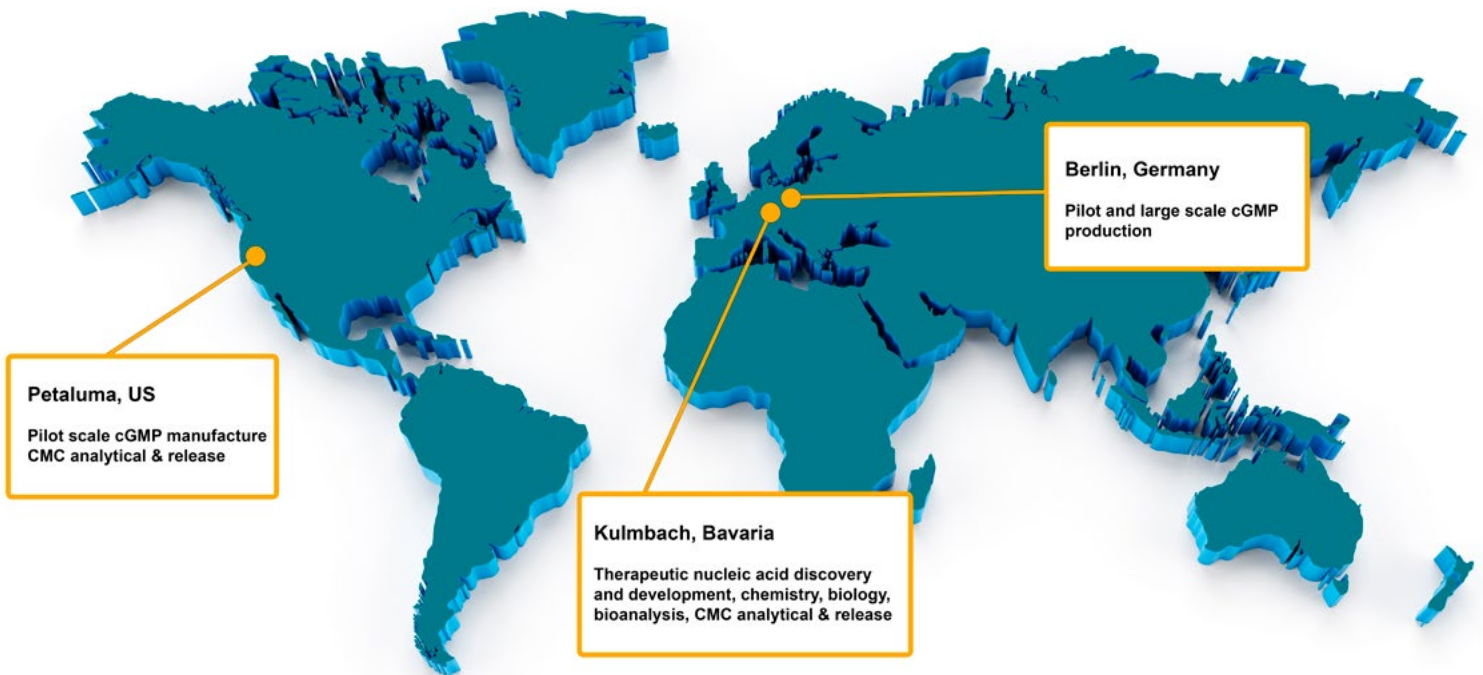 Petaluma, US
Pilot scale cGMP manufacture
CMC analytical & release
Kulmbach, Bavaria
Therapeutic nucleic acid discovery
and development, chemistry, biology,
bioanalysis, CMC analytical & release
Berlin, Germany
Pilot and large scale cGMP
production